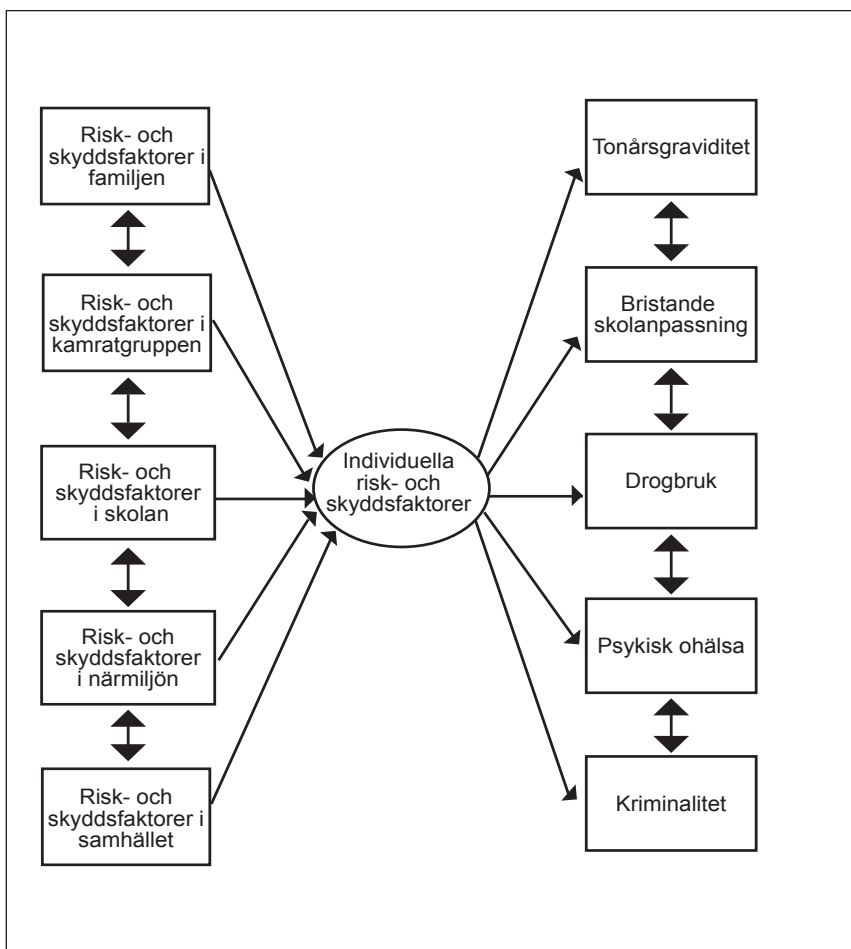 Risk- och
skyddsfaktorer i
familjen
Risk- och
skyddsfaktorer i
kamratgruppen
Risk- och
skyddsfaktorer
i skolan
Risk- och
skyddsfaktorer
i närmiljön
Risk- och
skyddsfaktorer i
samhället
Individuella
risk- och
skyddsfaktorer
Tonårsgraviditet
Bristande
skolanpassning
Drogbruk
Psykisk ohälsa
Kriminalitet